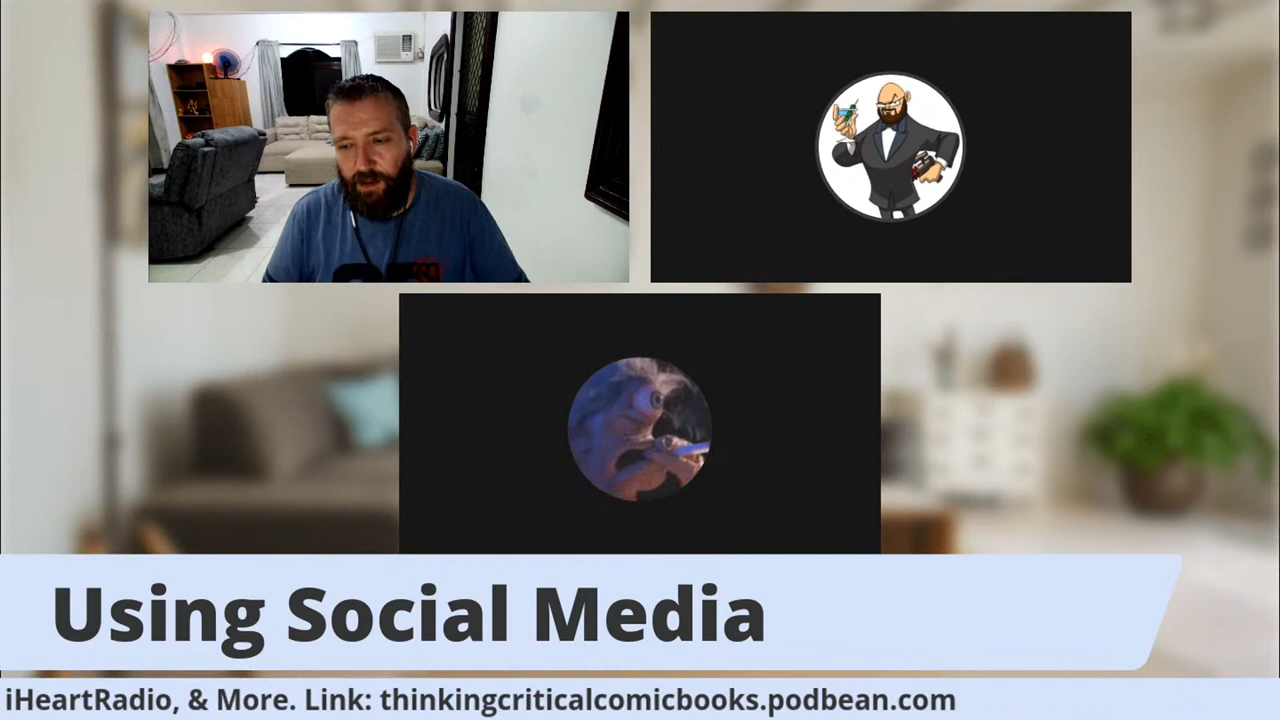 Using Social Media
iHeartRadio, & More. Link: thinkingcriticalcomicbooks.podbean.com